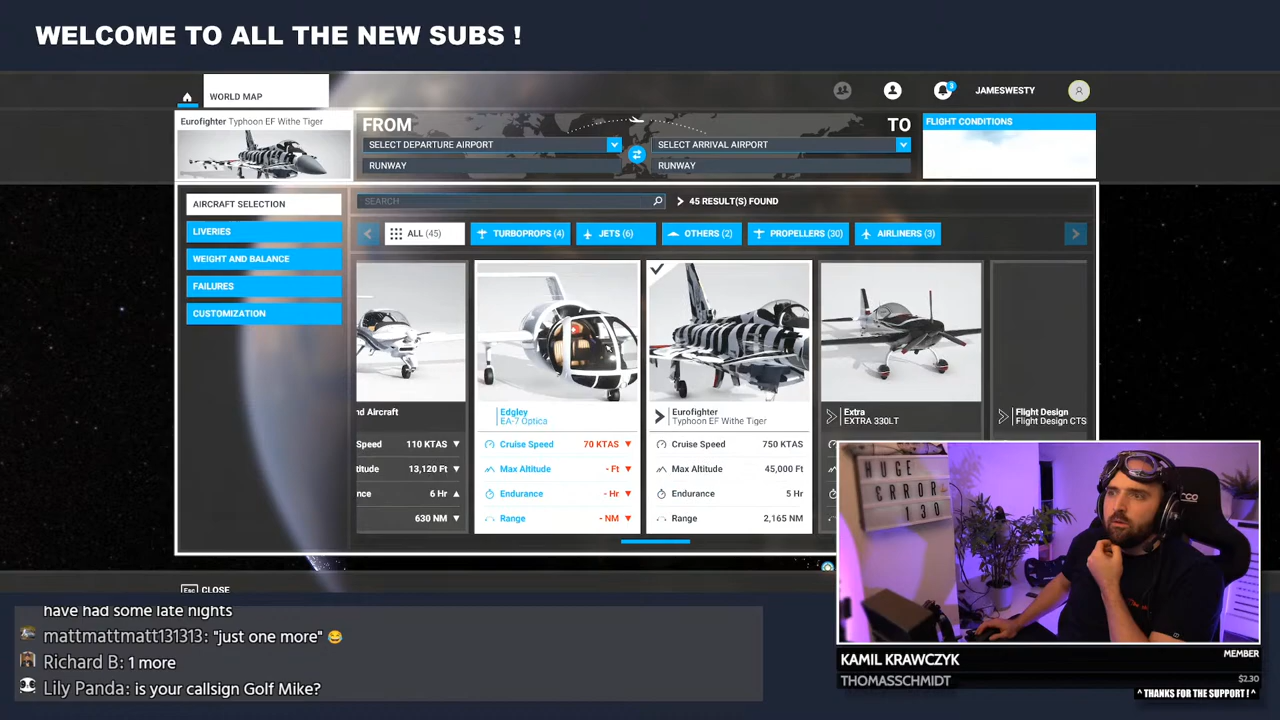 WELCOME TO ALL THE NEW SUBS !
WORLD MAP
JAMESWESTY
3
Eurofighter Typhoon EF Withe Tiger
FROM
TO
SELECT DEPARTURE AIRPORT
SELECT ARRIVAL AIRPORT
RUNWAY
RUNWAY
FLIGHT CONDITIONS
AIRCRAFT SELECTION
LIVERIES
WEIGHT AND BALANCE
FAILURES
CUSTOMIZATION
SEARCH
45 RESULT(S) FOUND
ALL (45)
TURBOPROPS (4)
JETS (6)
OTHERS (2)
PROPELLERS (30)
AIRLINERS (3)
nd Aircraft
Speed 110 KTAS
titude 13,120 Ft
nce 6 Hr
630 NM
Edgley
EA-7 Optica
Cruise Speed 70 KTAS
Max Altitude - Ft
Endurance - Hr
Range - NM
Eurofighter
Typhoon EF Withe Tiger
Cruise Speed 750 KTAS
Max Altitude 45,000 Ft
Endurance 5 Hr
Range 2,165 NM
Extra
EXTRA 330LT
Flight Design
Flight Design CTS
Esc CLOSE
have had some late nights
mattmattmatt131313: "just one more" 😂
Richard B: 1 more
Lily Panda: is your callsign Golf Mike?
HUGE
CRROR
130
KAMIL KRAWCZYK
MEMBER
THOMASSCHMIDT
$2.30
^ THANKS FOR THE SUPPORT ! ^